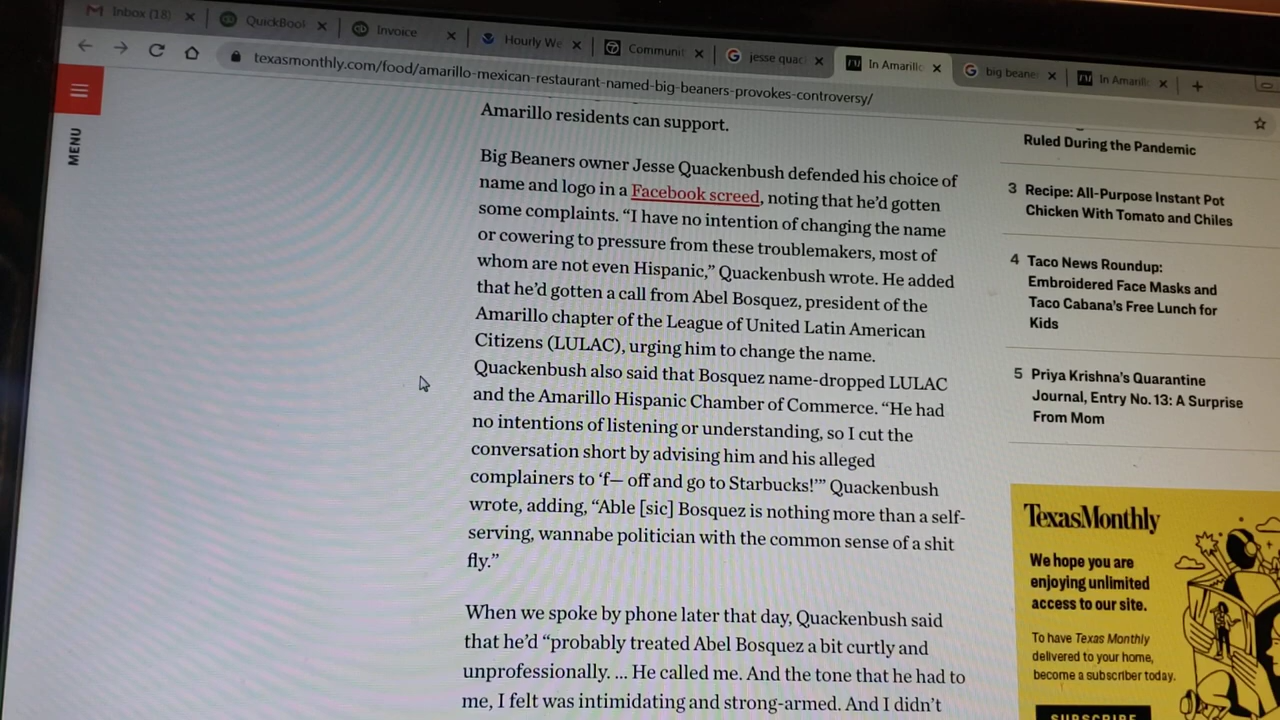 Inbox (18)
QuickBool
Invoice
Hourly We
Communit
jesse quac
In Amarillo
big beane
In Amarill
texasmonthly.com/food/amarillo-mexican-restaurant-named-big-beaners-provokes-controversy/
MENU
Amarillo residents can support.
Big Beaners owner Jesse Quackenbush defended his choice of
name and logo in a Facebook screed, noting that he’d gotten
some complaints. “I have no intention of changing the name
or cowering to pressure from these troublemakers, most of
whom are not even Hispanic,” Quackenbush wrote. He added
that he’d gotten a call from Abel Bosquez, president of the
Amarillo chapter of the League of United Latin American
Citizens (LULAC), urging him to change the name.
Quackenbush also said that Bosquez name-dropped LULAC
and the Amarillo Hispanic Chamber of Commerce. “He had
no intentions of listening or understanding, so I cut the
conversation short by advising him and his alleged
complainers to ‘f— off and go to Starbucks!’” Quackenbush
wrote, adding, “Able [sic] Bosquez is nothing more than a self-
serving, wannabe politician with the common sense of a shit
fly.”
When we spoke by phone later that day, Quackenbush said
that he’d “probably treated Abel Bosquez a bit curtly and
unprofessionally. ... He called me. And the tone that he had to
me, I felt was intimidating and strong-armed. And I didn’t
Ruled During the Pandemic
3 Recipe: All-Purpose Instant Pot
Chicken With Tomato and Chiles
4 Taco News Roundup:
Embroidered Face Masks and
Taco Cabana’s Free Lunch for
Kids
5 Priya Krishna’s Quarantine
Journal, Entry No. 13: A Surprise
From Mom
TexasMonthly
We hope you are
enjoying unlimited
access to our site.
To have Texas Monthly
delivered to your home,
become a subscriber today.
SUBSCRIBE